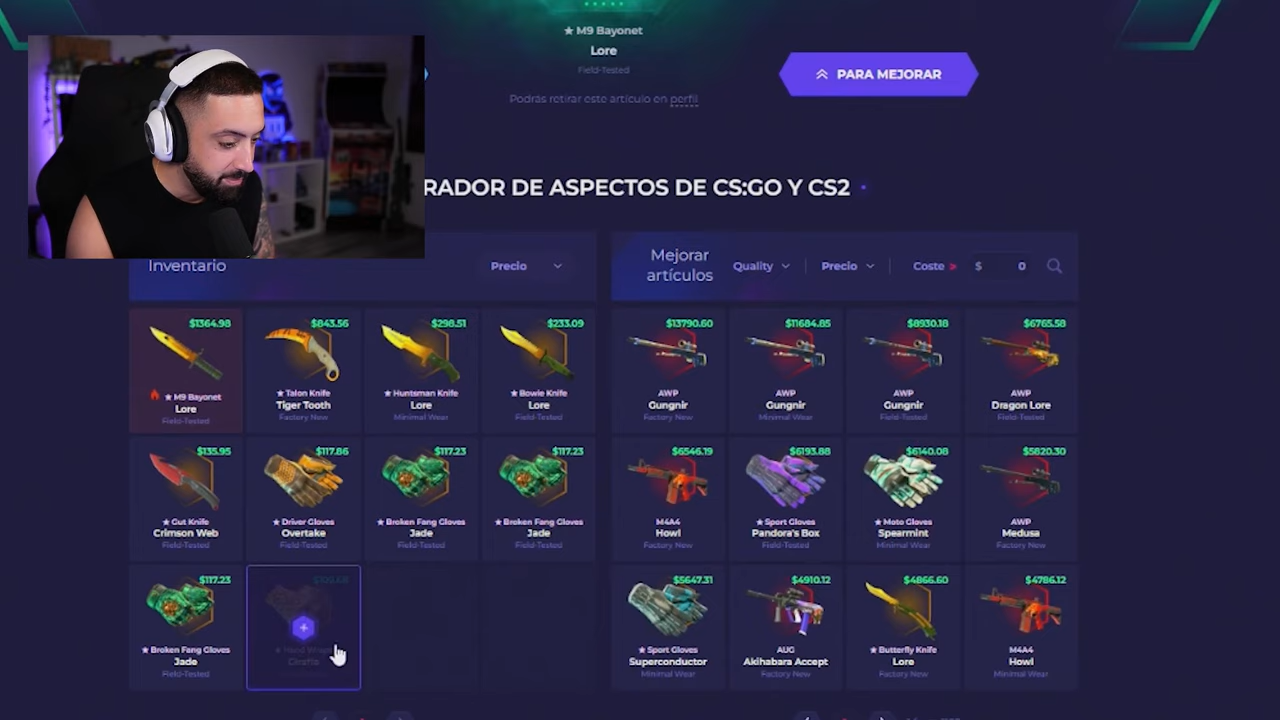 ★ M9 Bayonet
Lore
Field-Tested
Podrás retirar este artículo en perfil
PARA MEJORAR
RADOR DE ASPECTOS DE CS:GO Y CS2
Inventario
Precio
Mejorar
artículos
Quality
Precio
Coste
$ 0
$1364.98
★ M9 Bayonet
Lore
Field-Tested
$843.56
★ Talon Knife
Tiger Tooth
Factory New
$298.51
★ Huntsman Knife
Lore
Minimal Wear
$233.09
★ Bowie Knife
Lore
Field-Tested
$135.95
★ Gut Knife
Crimson Web
Field-Tested
$117.86
★ Driver Gloves
Overtake
Field-Tested
$117.23
★ Broken Fang Gloves
Jade
Field-Tested
$117.23
★ Broken Fang Gloves
Jade
Field-Tested
$117.23
★ Broken Fang Gloves
Jade
Field-Tested
★ Hand Wraps
Giraffe
$13790.60
AWP
Gungnir
Factory New
$11684.85
AWP
Gungnir
Minimal Wear
$8930.18
AWP
Gungnir
Field-Tested
$6765.58
AWP
Dragon Lore
Field-Tested
$6546.19
M4A4
Howl
Factory New
$6193.88
★ Sport Gloves
Pandora's Box
Field-Tested
$6140.08
★ Moto Gloves
Spearmint
Minimal Wear
$5820.30
AWP
Medusa
Factory New
$5647.31
★ Sport Gloves
Superconductor
Minimal Wear
$4910.12
AUG
Akihabara Accept
Factory New
$4866.60
★ Butterfly Knife
Lore
Factory New
$4786.12
M4A4
Howl
Minimal Wear